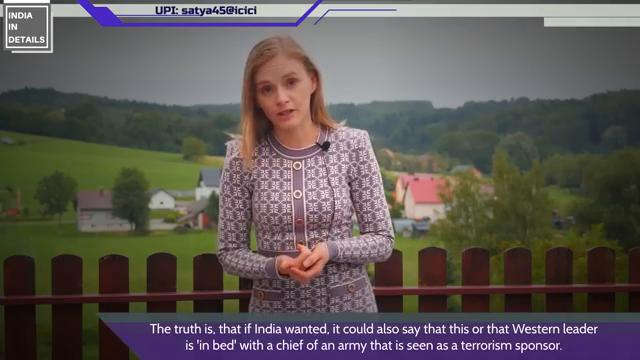 INDIA
IN
DETAILS
UPI: satya45@icici
The truth is, that if India wanted, it could also say that this or that Western leader
is 'in bed' with a chief of an army that is seen as a terrorism sponsor.